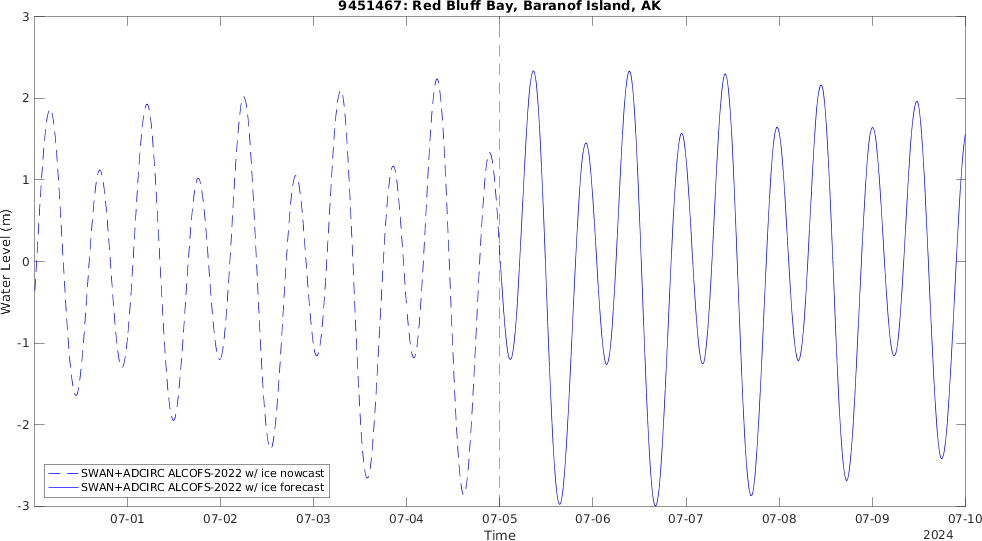 9451467: Red Bluff Bay, Baranof Island, AK
3
2
1
0
-1
-2
-3
Water Level (m)
SWAN+ADCIRC ALCOFS-2022 w/ ice nowcast
SWAN+ADCIRC ALCOFS-2022 w/ ice forecast
07-01 07-02 07-03 07-04 07-05 07-06 07-07 07-08 07-09 07-10
Time
2024